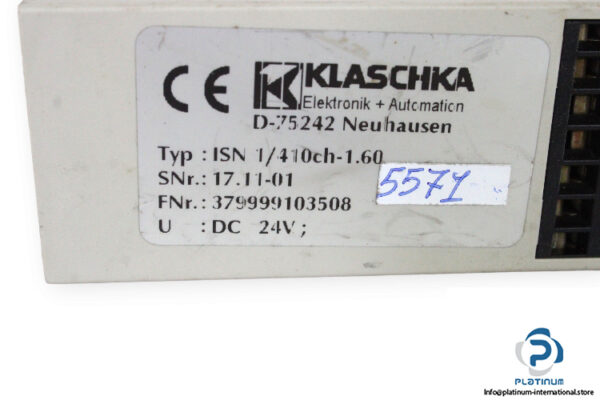 CE KLASCHKA
Elektronik + Automation
D-75242 Neuhausen
Typ : ISN 1/410ch-1.60
SNr.: 17.11-01
5571
FNr.: 379999103508
U : DC 24V ;
PLATINUM
Info@platinum-international.store